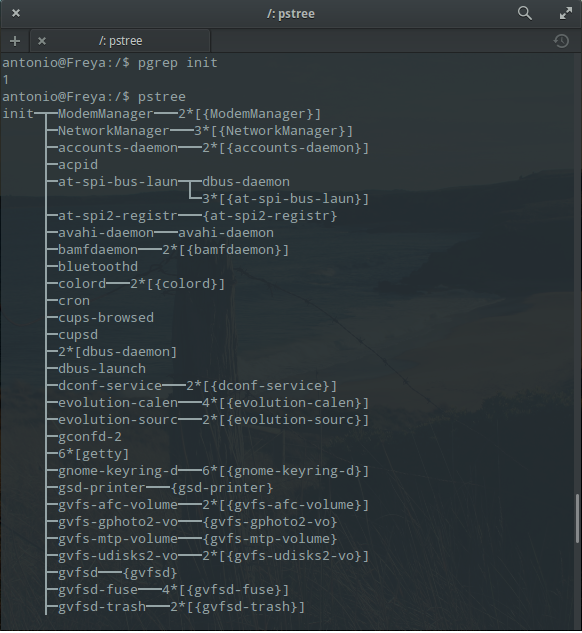 /: pstree
/: pstree
antonio@Freya:/$ pgrep init
1
antonio@Freya:/$ pstree
init─┬─ModemManager───2*[{ModemManager}]
     ├─NetworkManager───3*[{NetworkManager}]
     ├─accounts-daemon───2*[{accounts-daemon}]
     ├─acpid
     ├─at-spi-bus-laun─┬─dbus-daemon
     │                 └─3*[{at-spi-bus-laun}]
     ├─at-spi2-registr───{at-spi2-registr}
     ├─avahi-daemon───avahi-daemon
     ├─bamfdaemon───2*[{bamfdaemon}]
     ├─bluetoothd
     ├─colord───2*[{colord}]
     ├─cron
     ├─cups-browsed
     ├─cupsd
     ├─2*[dbus-daemon]
     ├─dbus-launch
     ├─dconf-service───2*[{dconf-service}]
     ├─evolution-calen───4*[{evolution-calen}]
     ├─evolution-sourc───2*[{evolution-sourc}]
     ├─gconfd-2
     ├─6*[getty]
     ├─gnome-keyring-d───6*[{gnome-keyring-d}]
     ├─gsd-printer───{gsd-printer}
     ├─gvfs-afc-volume───2*[{gvfs-afc-volume}]
     ├─gvfs-gphoto2-vo───{gvfs-gphoto2-vo}
     ├─gvfs-mtp-volume───{gvfs-mtp-volume}
     ├─gvfs-udisks2-vo───2*[{gvfs-udisks2-vo}]
     ├─gvfsd───{gvfsd}
     ├─gvfsd-fuse───4*[{gvfsd-fuse}]
     ├─gvfsd-trash───2*[{gvfsd-trash}]